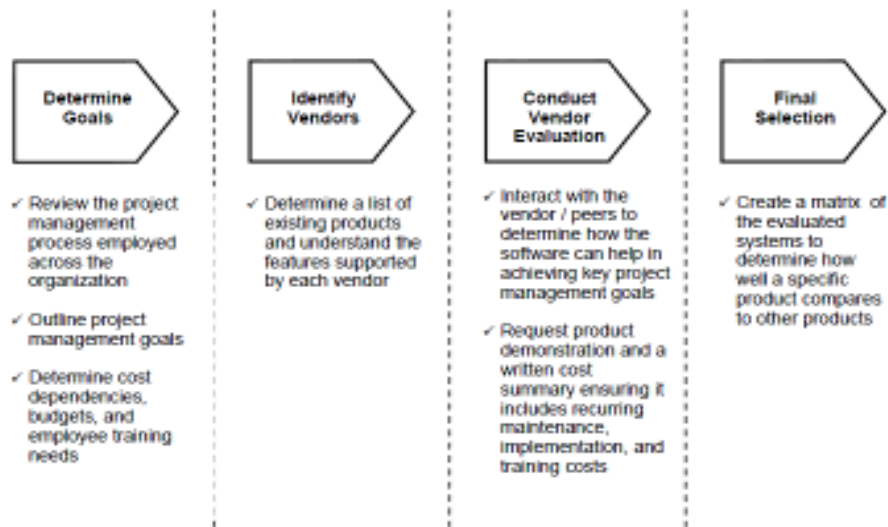 Determine
Goals
✓ Review the project
management
process employed
across the
organization
✓ Outline project
management goals
✓ Determine cost
dependencies,
budgets, and
employee training
needs
Identify
Vendors
✓ Determine a list of
existing products
and understand the
features supported
by each vendor
Conduct
Vendor
Evaluation
✓ Interact with the
vendor / peers to
determine how the
software can help in
achieving key project
management goals
✓ Request product
demonstration and a
written cost
summary ensuring it
includes recurring
maintenance,
implementation, and
training costs
Final
Selection
✓ Create a matrix of
the evaluated
systems to
determine how
well a specific
product compares
to other products